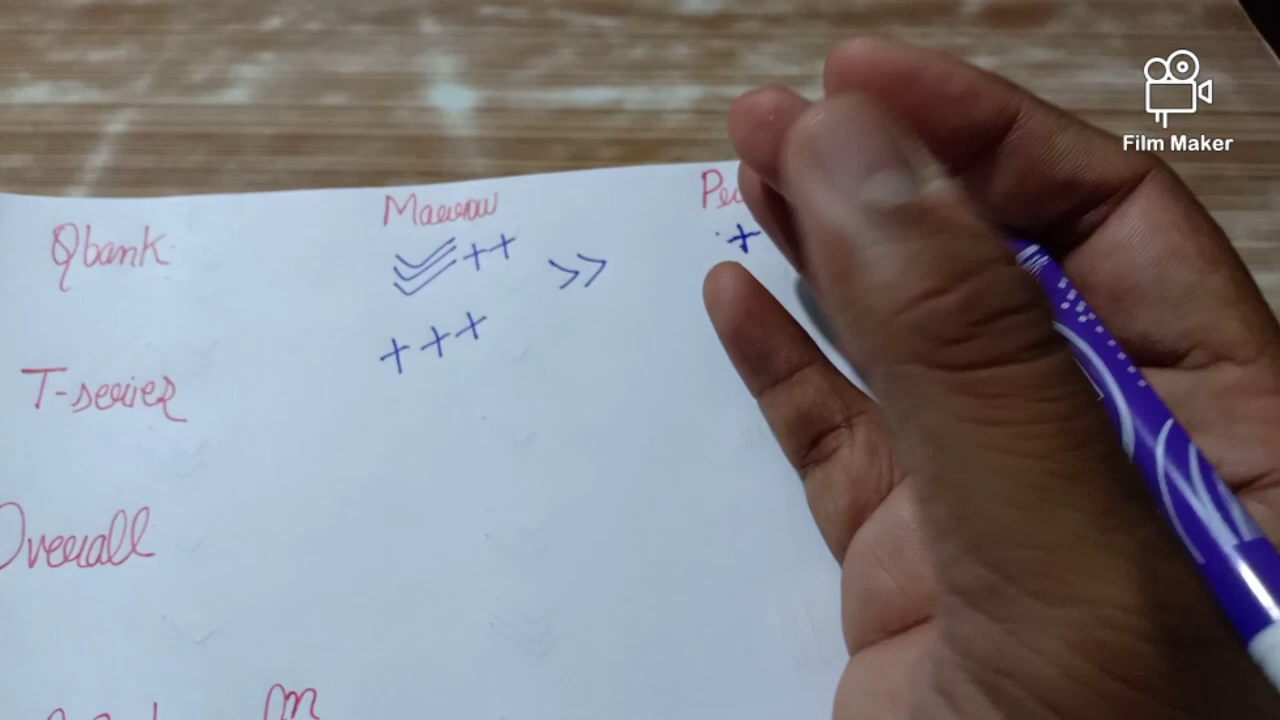 Film Maker
Qbank Marrow
++ >> +
+++
T-series
Overall